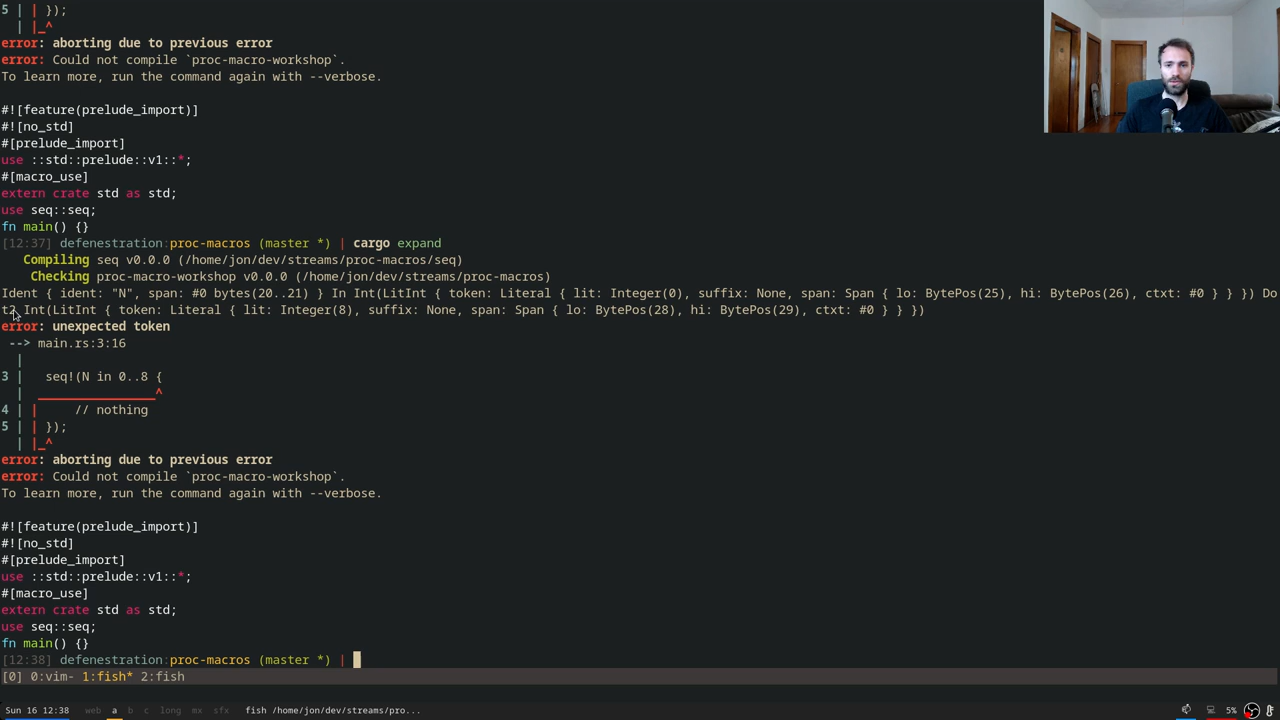 5 | | });
| |_^
error: aborting due to previous error
error: Could not compile `proc-macro-workshop`.
To learn more, run the command again with --verbose.
#![feature(prelude_import)]
#![no_std]
#[prelude_import]
use ::std::prelude::v1::*;
#[macro_use]
extern crate std as std;
use seq::seq;
fn main() {}
[12:37] defenestration:proc-macros (master *) | cargo expand
Compiling seq v0.0.0 (/home/jon/dev/streams/proc-macros/seq)
Checking proc-macro-workshop v0.0.0 (/home/jon/dev/streams/proc-macros)
Ident { ident: "N", span: #0 bytes(20..21) } In Int(LitInt { token: Literal { lit: Integer(0), suffix: None, span: Span { lo: BytePos(25), hi: BytePos(26), ctxt: #0 } } }) Do
t2 Int(LitInt { token: Literal { lit: Integer(8), suffix: None, span: Span { lo: BytePos(28), hi: BytePos(29), ctxt: #0 } } })
error: unexpected token
--> main.rs:3:16
|
3 | seq!(N in 0..8 {
| ________________^
4 | | // nothing
5 | | });
| |_^
error: aborting due to previous error
error: Could not compile `proc-macro-workshop`.
To learn more, run the command again with --verbose.
#![feature(prelude_import)]
#![no_std]
#[prelude_import]
use ::std::prelude::v1::*;
#[macro_use]
extern crate std as std;
use seq::seq;
fn main() {}
[12:38] defenestration:proc-macros (master *) |
[0] 0:vim- 1:fish* 2:fish
Sun 16 12:38 web a b c long mx sfx fish /home/jon/dev/streams/pro... 5%